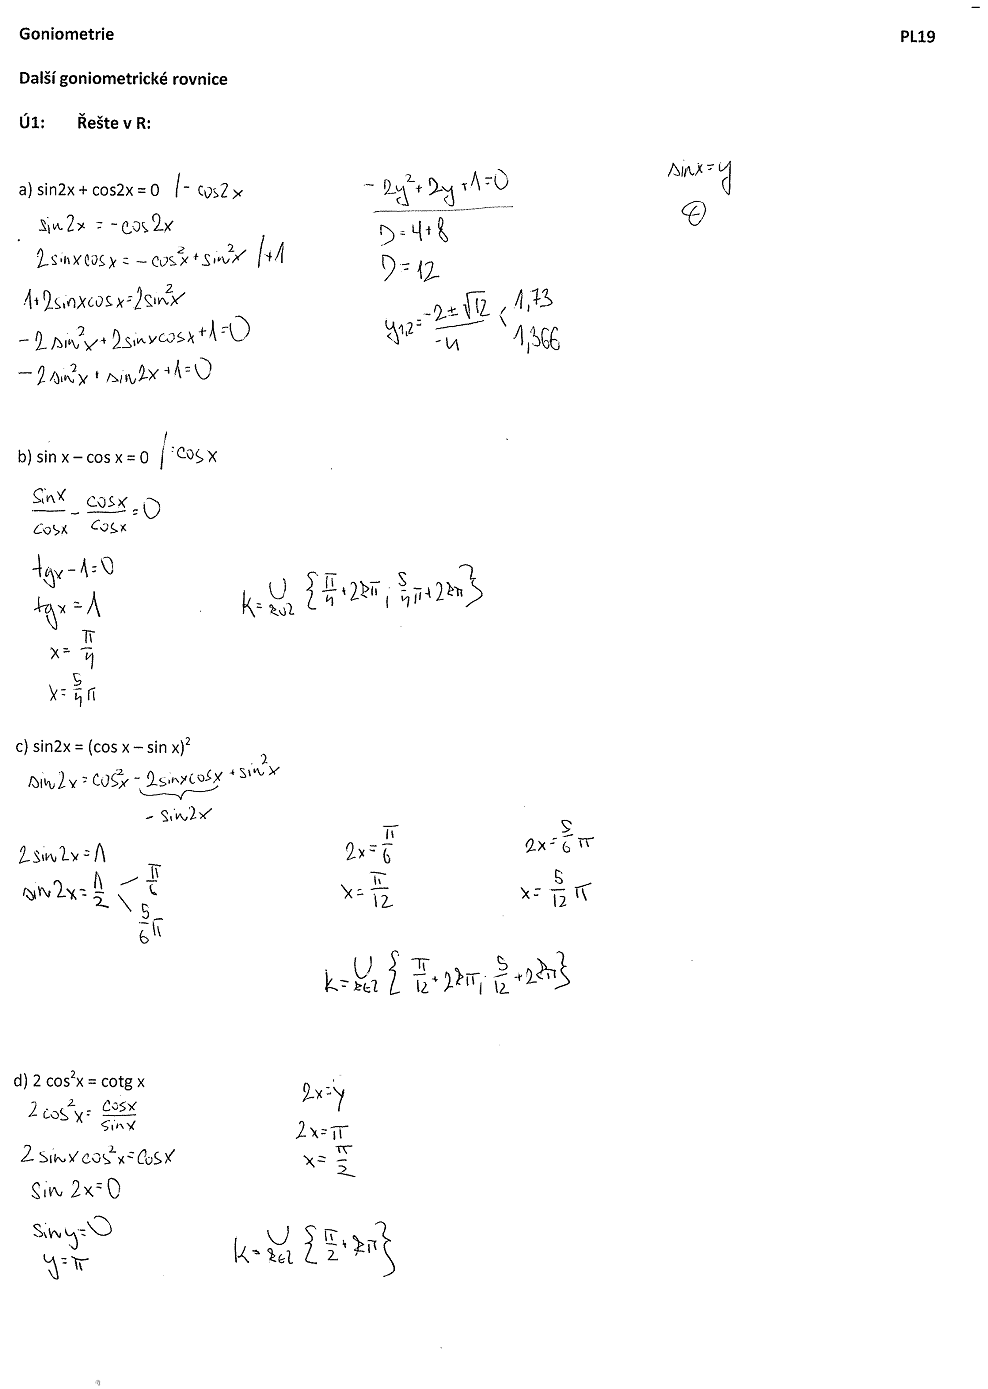 Goniometrie PL19
Další goniometrické rovnice
Ú1: Řešte v R:
a) sin2x + cos2x = 0 /- cos2x
sin2x = -cos2x
2sinxcosx = -cos²x + sin²x /+1
1+2sinxcosx=2sin²x
-2sin²x+2sinxcosx+1=0
-2sin²x+sin2x+1=0
-2y²+2y+1=0
D=4+8
D=12
y1,2= (-2±√12)/-4 < 1,73
1,366
sinx=y
b) sin x – cos x = 0 /:cosx
sinx/cosx - cosx/cosx = 0
tgx-1=0
tgx=1
x= π/4
x= 5/4 π
K= ∪ k∪Z { π/4+2kπ; 5/4π+2kπ }
c) sin2x = (cos x – sin x)²
sin2x=cos²x-2sinxcosx+sin²x
-sin2x
2sin2x=1
sin2x= 1/2 < π/6
5/6π
2x= π/6
x= π/12
2x= 5/6 π
x= 5/12 π
K= ∪ k∈Z { π/12+2kπ; 5/12+2kπ }
d) 2 cos²x = cotg x
2cos²x= cosx/sinx
2sinxcos²x=cosx
sin2x=0
siny=0
y=π
2x=y
2x=π
x= π/2
K= ∪ k∈Z { π/2+kπ }